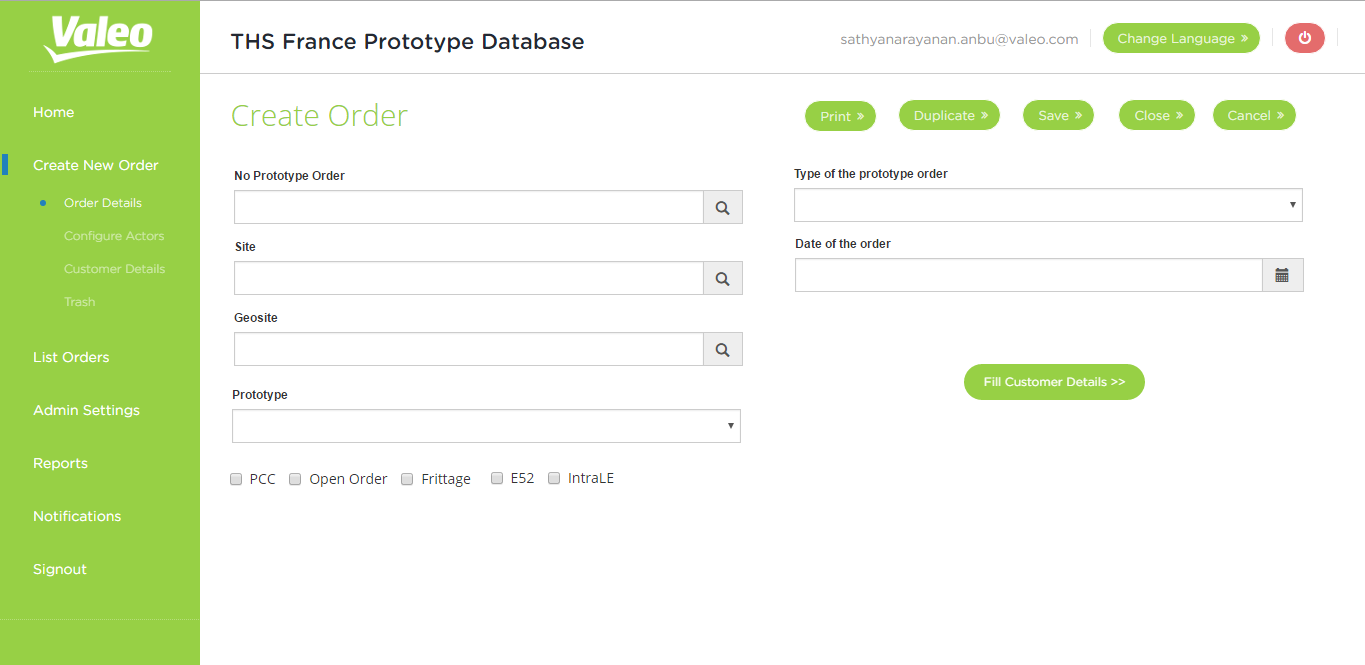 Valeo
THS France Prototype Database
sathyanarayanan.anbu@valeo.com
Change Language »
Home
Create New Order
Order Details
Configure Actors
Customer Details
Trash
List Orders
Admin Settings
Reports
Notifications
Signout
Create Order
Print »
Duplicate »
Save »
Close »
Cancel »
No Prototype Order
Site
Geosite
Prototype
PCC Open Order Frittage E52 IntraLE
Type of the prototype order
Date of the order
Fill Customer Details >>